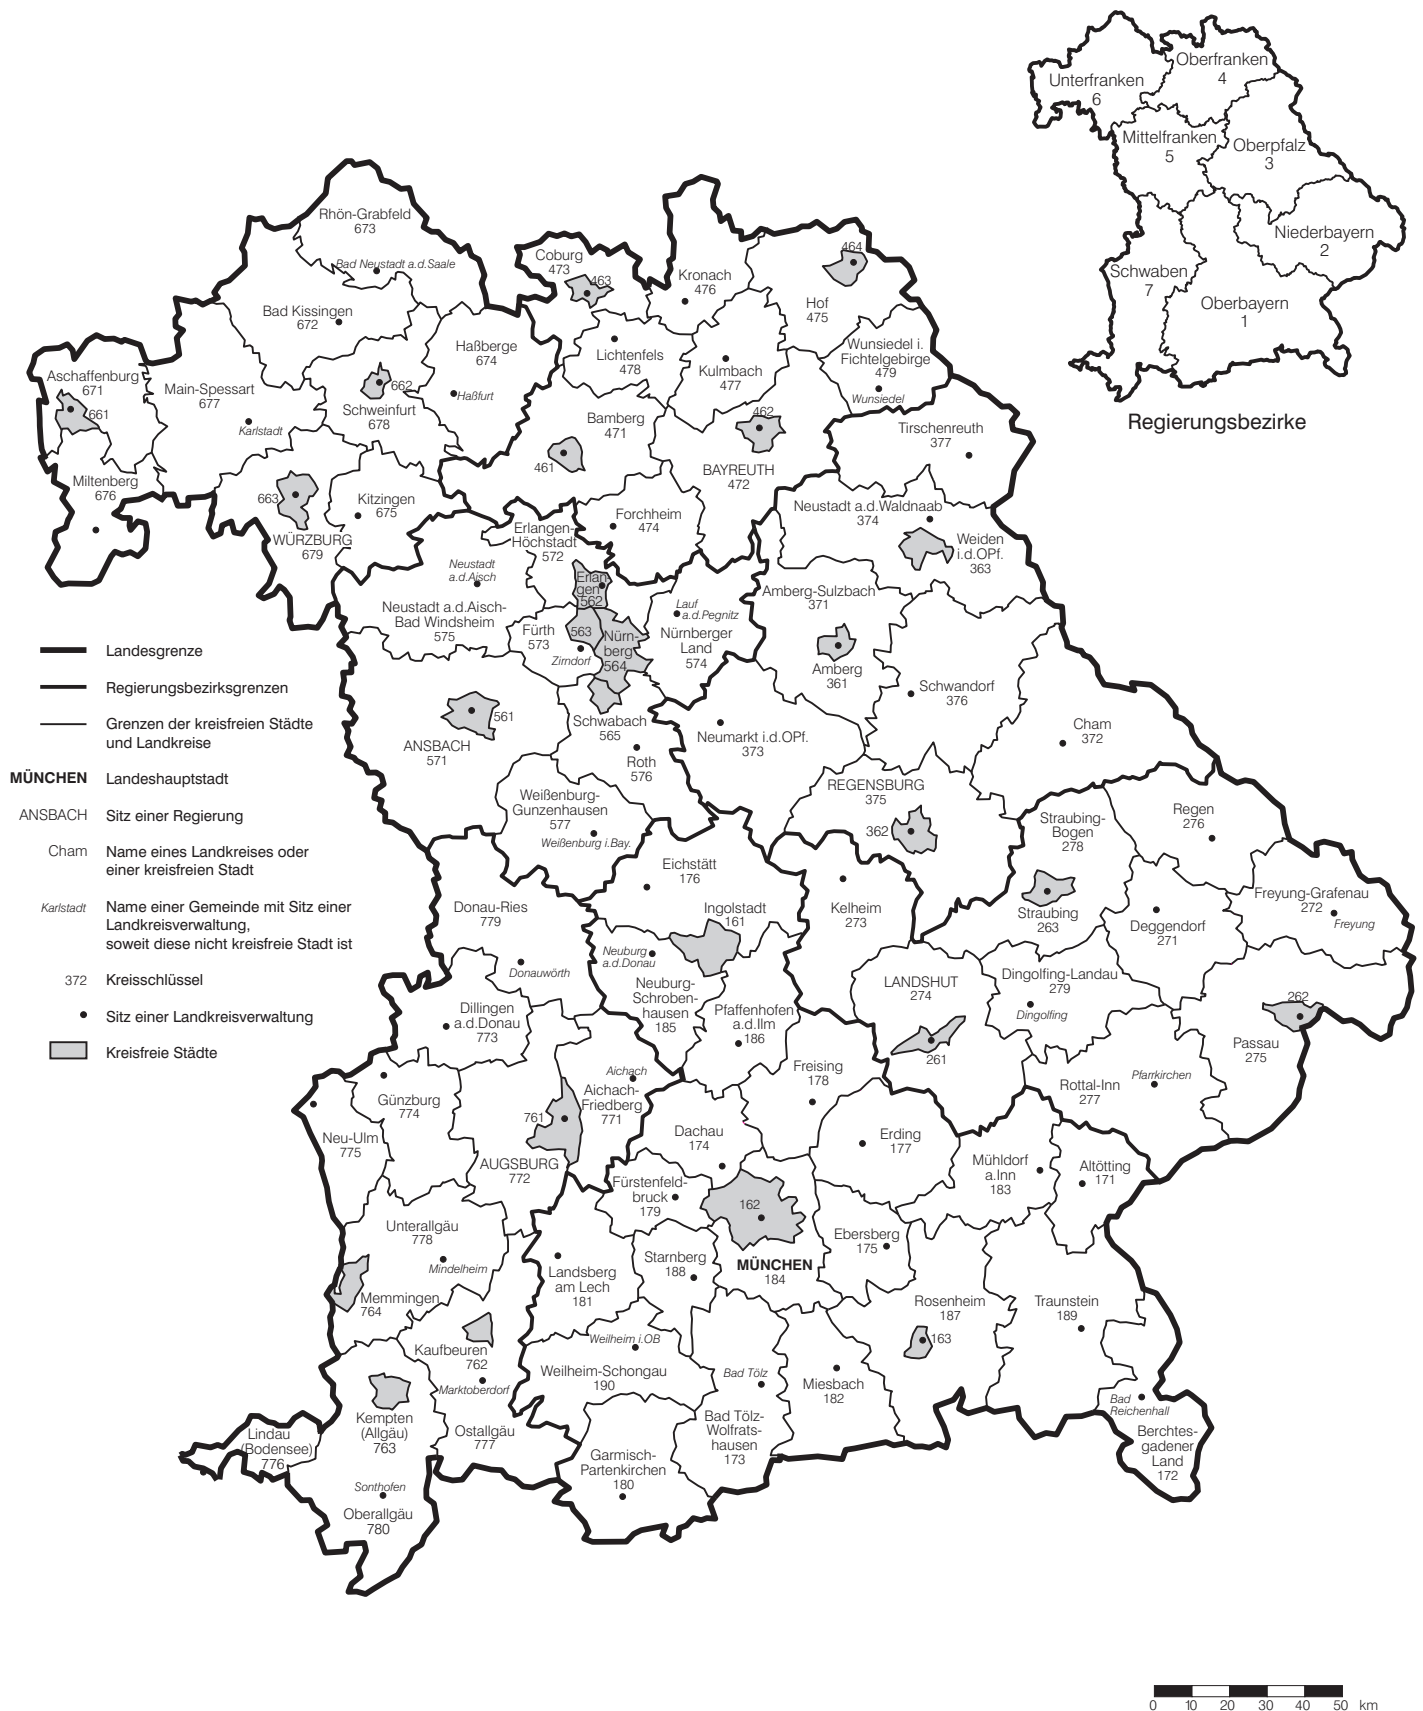 Oberfranken
4
Unterfranken
6
Mittelfranken
5
Oberpfalz
3
Niederbayern
2
Schwaben
7
Oberbayern
1
Regierungsbezirke
Rhön-Grabfeld
673
Bad Neustadt a.d.Saale
Bad Kissingen
672
Coburg
473
463
Kronach
476
464
Hof
475
Haßberge
674
Haßfurt
Lichtenfels
478
Kulmbach
477
Wunsiedel i.
Fichtelgebirge
479
Wunsiedel
Aschaffenburg
671
661
Main-Spessart
677
Karlstadt
662
Schweinfurt
678
Bamberg
471
461
462
BAYREUTH
472
Tirschenreuth
377
Miltenberg
676
663
WÜRZBURG
679
Kitzingen
675
Forchheim
474
Erlangen-
Höchstadt
572
Neustadt a.d.Waldnaab
374
Weiden
i.d.OPf.
363
Neustadt
a.d.Aisch
Neustadt a.d.Aisch-
Bad Windsheim
575
Erlan-
gen
562
Fürth
573
563
Zirndorf
Nürn-
berg
564
Lauf
a.d.Pegnitz
Nürnberger
Land
574
Amberg-Sulzbach
371
Amberg
361
Schwandorf
376
Cham
372
561
ANSBACH
571
Schwabach
565
Roth
576
Neumarkt i.d.OPf.
373
Weißenburg-
Gunzenhausen
577
Weißenburg i.Bay.
REGENSBURG
375
362
Straubing-
Bogen
278
Straubing
263
Regen
276
Freyung-Grafenau
272
Freyung
Deggendorf
271
Eichstätt
176
Ingolstadt
161
Kelheim
273
Donau-Ries
779
Donauwörth
Neuburg
a.d.Donau
Neuburg-
Schroben-
hausen
185
Pfaffenhofen
a.d.Ilm
186
LANDSHUT
274
261
Dingolfing-Landau
279
Dingolfing
262
Passau
275
Rottal-Inn
277
Pfarrkirchen
Dillingen
a.d.Donau
773
Günzburg
774
Neu-Ulm
775
Aichach
Aichach-
Friedberg
771
761
AUGSBURG
772
Freising
178
Dachau
174
Erding
177
Mühldorf
a.Inn
183
Altötting
171
Fürstenfeld-
bruck
179
162
MÜNCHEN
184
Ebersberg
175
Unterallgäu
778
Mindelheim
Memmingen
764
Landsberg
am Lech
181
Starnberg
188
Rosenheim
187
163
Traunstein
189
Kaufbeuren
762
Marktoberdorf
Ostallgäu
777
Weilheim i.OB
Weilheim-Schongau
190
Bad Tölz
Bad Tölz-
Wolfrats-
hausen
173
Miesbach
182
Bad
Reichenhall
Berchtes-
gadener
Land
172
Kempten
(Allgäu)
763
Lindau
(Bodensee)
776
Sonthofen
Oberallgäu
780
Garmisch-
Partenkirchen
180
Landesgrenze
Regierungsbezirksgrenzen
Grenzen der kreisfreien Städte
und Landkreise
MÜNCHEN Landeshauptstadt
ANSBACH Sitz einer Regierung
Cham Name eines Landkreises oder
einer kreisfreien Stadt
Karlstadt Name einer Gemeinde mit Sitz einer
Landkreisverwaltung,
soweit diese nicht kreisfreie Stadt ist
372 Kreisschlüssel
Sitz einer Landkreisverwaltung
Kreisfreie Städte
0 10 20 30 40 50 km